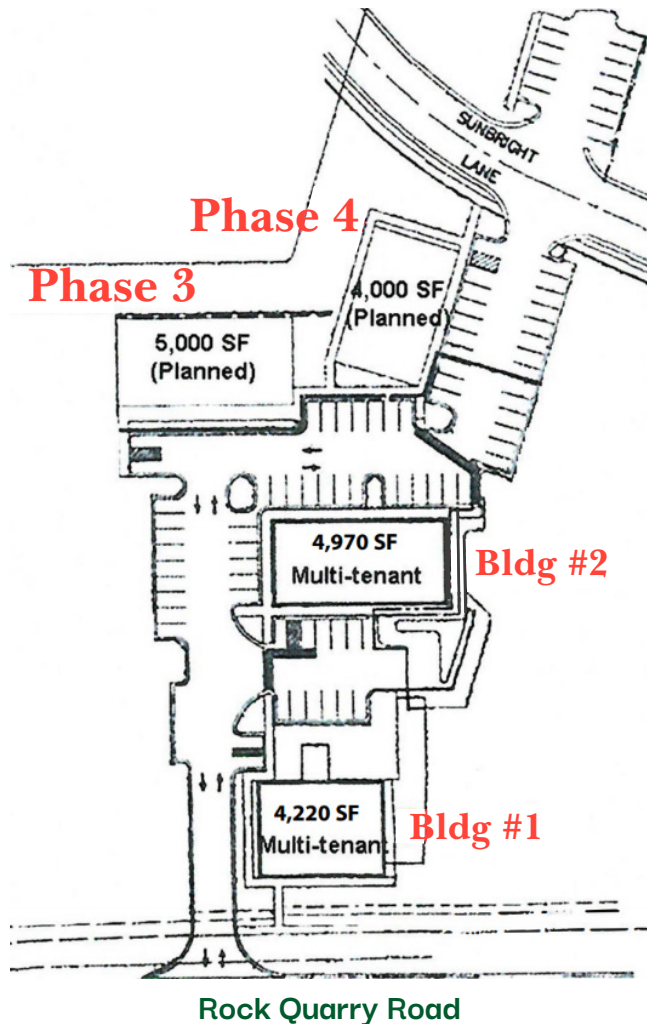 SUNBRIGHT
LANE
Phase 4
Phase 3
4,000 SF
(Planned)
5,000 SF
(Planned)
4,970 SF
Multi-tenant
Bldg #2
4,220 SF
Multi-tenant
Bldg #1
Rock Quarry Road